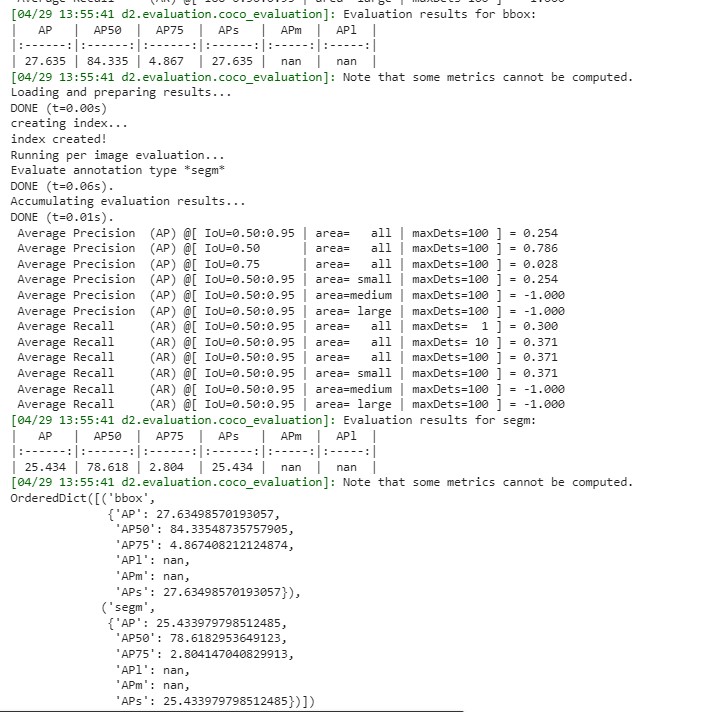 Average Recall (AR) @[ IoU=0.50:0.95 | area= large | maxDets=100 ] = -1.000
[04/29 13:55:41 d2.evaluation.coco_evaluation]: Evaluation results for bbox:
| AP | AP50 | AP75 | APs | APm | APl |
|:------:|:------:|:------:|:------:|:-----:|:-----:|
| 27.635 | 84.335 | 4.867 | 27.635 | nan | nan |
[04/29 13:55:41 d2.evaluation.coco_evaluation]: Note that some metrics cannot be computed.
Loading and preparing results...
DONE (t=0.00s)
creating index...
index created!
Running per image evaluation...
Evaluate annotation type *segm*
DONE (t=0.06s).
Accumulating evaluation results...
DONE (t=0.01s).
Average Precision (AP) @[ IoU=0.50:0.95 | area= all | maxDets=100 ] = 0.254
Average Precision (AP) @[ IoU=0.50 | area= all | maxDets=100 ] = 0.786
Average Precision (AP) @[ IoU=0.75 | area= all | maxDets=100 ] = 0.028
Average Precision (AP) @[ IoU=0.50:0.95 | area= small | maxDets=100 ] = 0.254
Average Precision (AP) @[ IoU=0.50:0.95 | area=medium | maxDets=100 ] = -1.000
Average Precision (AP) @[ IoU=0.50:0.95 | area= large | maxDets=100 ] = -1.000
Average Recall (AR) @[ IoU=0.50:0.95 | area= all | maxDets= 1 ] = 0.300
Average Recall (AR) @[ IoU=0.50:0.95 | area= all | maxDets= 10 ] = 0.371
Average Recall (AR) @[ IoU=0.50:0.95 | area= all | maxDets=100 ] = 0.371
Average Recall (AR) @[ IoU=0.50:0.95 | area= small | maxDets=100 ] = 0.371
Average Recall (AR) @[ IoU=0.50:0.95 | area=medium | maxDets=100 ] = -1.000
Average Recall (AR) @[ IoU=0.50:0.95 | area= large | maxDets=100 ] = -1.000
[04/29 13:55:41 d2.evaluation.coco_evaluation]: Evaluation results for segm:
| AP | AP50 | AP75 | APs | APm | APl |
|:------:|:------:|:------:|:------:|:-----:|:-----:|
| 25.434 | 78.618 | 2.804 | 25.434 | nan | nan |
[04/29 13:55:41 d2.evaluation.coco_evaluation]: Note that some metrics cannot be computed.
OrderedDict([('bbox',
{'AP': 27.63498570193057,
'AP50': 84.33548735757905,
'AP75': 4.867408212124874,
'APl': nan,
'APm': nan,
'APs': 27.63498570193057}),
('segm',
{'AP': 25.433979798512485,
'AP50': 78.6182953649123,
'AP75': 2.804147040829913,
'APl': nan,
'APm': nan,
'APs': 25.433979798512485})])